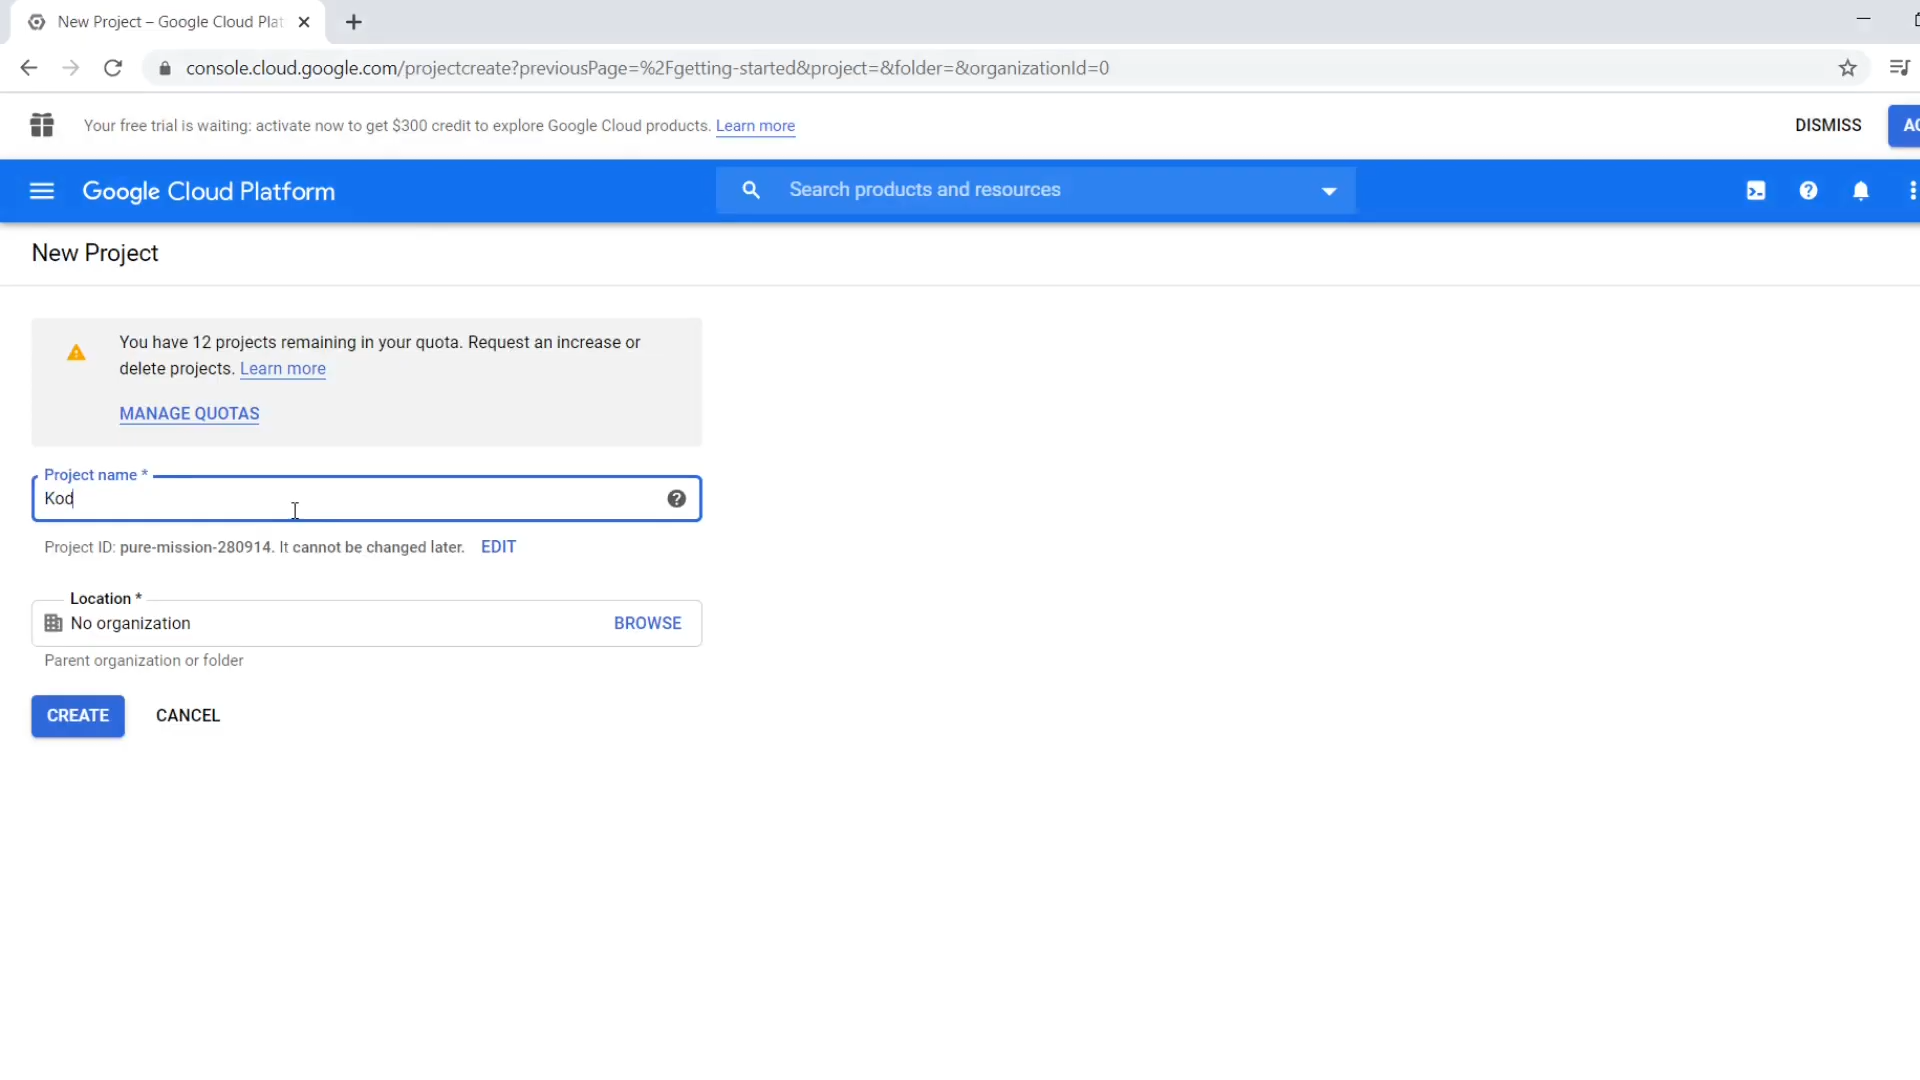 New Project – Google Cloud Plat
console.cloud.google.com/projectcreate?previousPage=%2Fgetting-started&project=&folder=&organizationId=0
Your free trial is waiting: activate now to get $300 credit to explore Google Cloud products. Learn more
DISMISS
Google Cloud Platform
Search products and resources
New Project
You have 12 projects remaining in your quota. Request an increase or
delete projects. Learn more
MANAGE QUOTAS
Project name *
Kod
Project ID: pure-mission-280914. It cannot be changed later. EDIT
Location *
No organization
BROWSE
Parent organization or folder
CREATE
CANCEL